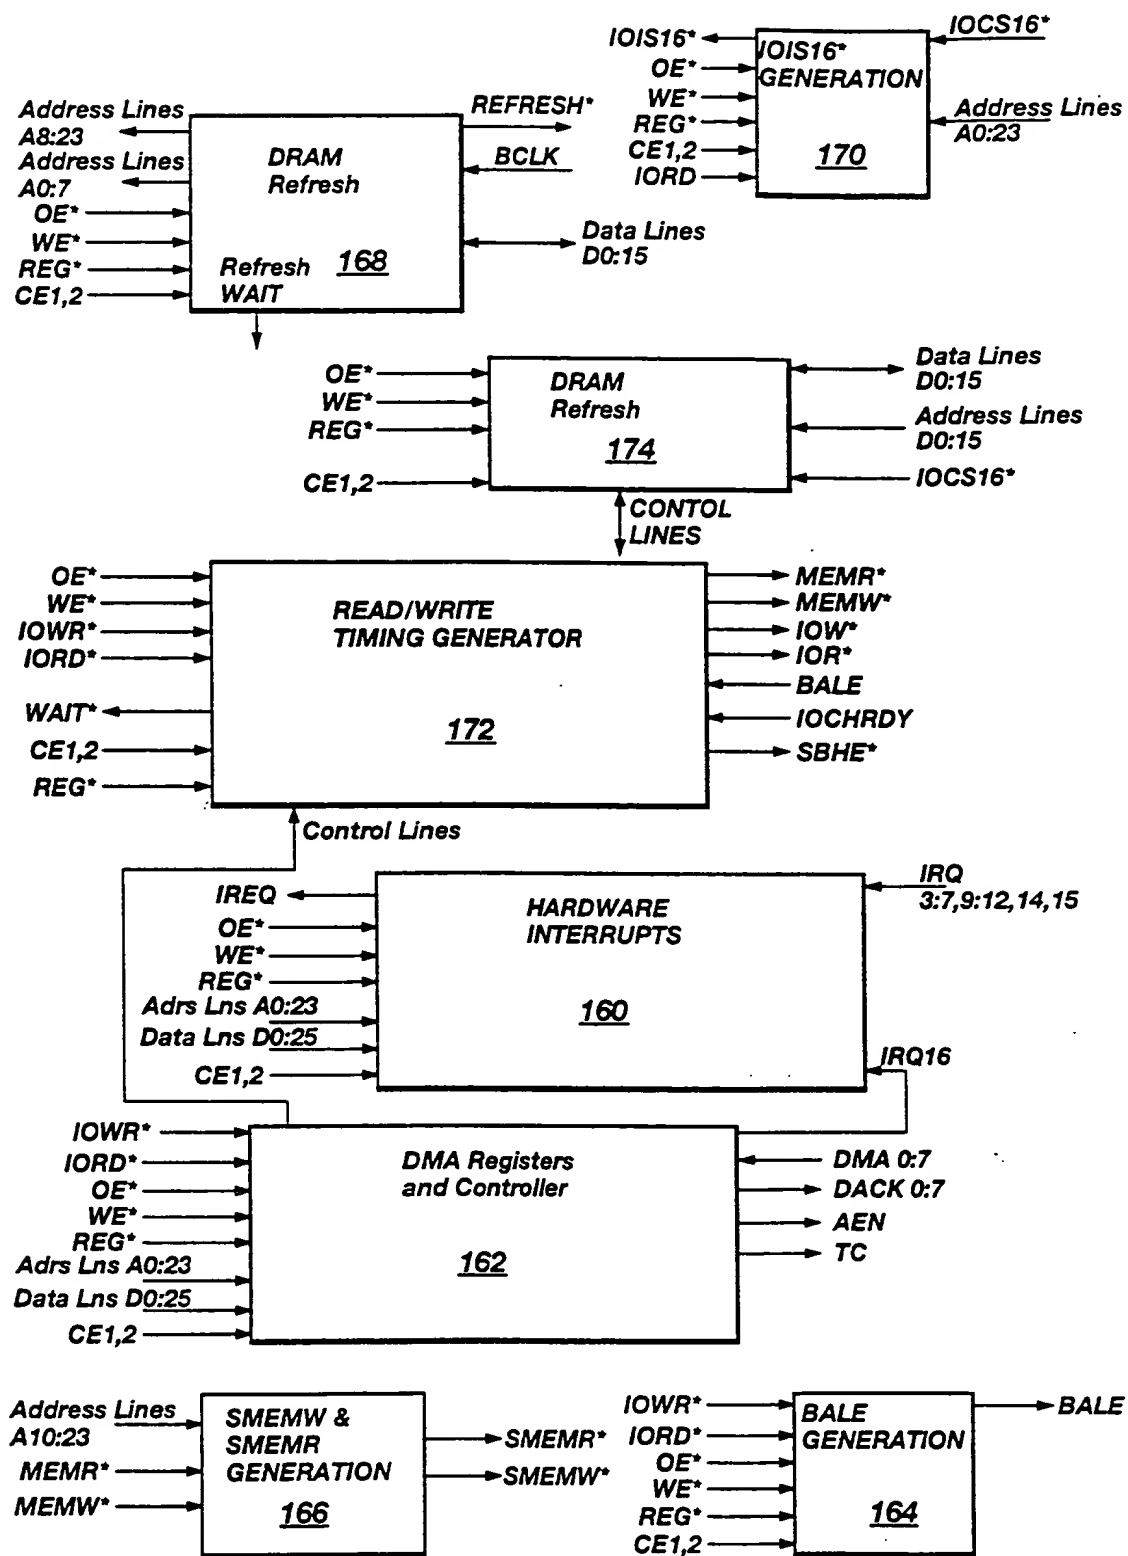 IOIS16*
OE*
WE*
REG*
CE1,2
IORD
IOIS16*
GENERATION
170
IOCS16*
Address Lines
A0:23
Address Lines
A8:23
Address Lines
A0:7
OE*
WE*
REG*
CE1,2
DRAM
Refresh
168
Refresh
WAIT
REFRESH*
BCLK
Data Lines
D0:15
OE*
WE*
REG*
CE1,2
DRAM
Refresh
174
Data Lines
D0:15
Address Lines
D0:15
IOCS16*
CONTOL
LINES
OE*
WE*
IOWR*
IORD*
WAIT*
CE1,2
REG*
READ/WRITE
TIMING GENERATOR
172
MEMR*
MEMW*
IOW*
IOR*
BALE
IOCHRDY
SBHE*
Control Lines
IREQ
OE*
WE*
REG*
Adrs Lns A0:23
Data Lns D0:25
CE1,2
HARDWARE
INTERRUPTS
160
IRQ
3:7,9:12,14,15
IRQ16
IOWR*
IORD*
OE*
WE*
REG*
Adrs Lns A0:23
Data Lns D0:25
CE1,2
DMA Registers
and Controller
162
DMA 0:7
DACK 0:7
AEN
TC
Address Lines
A10:23
MEMR*
MEMW*
SMEMW &
SMEMR
GENERATION
166
SMEMR*
SMEMW*
IOWR*
IORD*
OE*
WE*
REG*
CE1,2
BALE
GENERATION
164
BALE